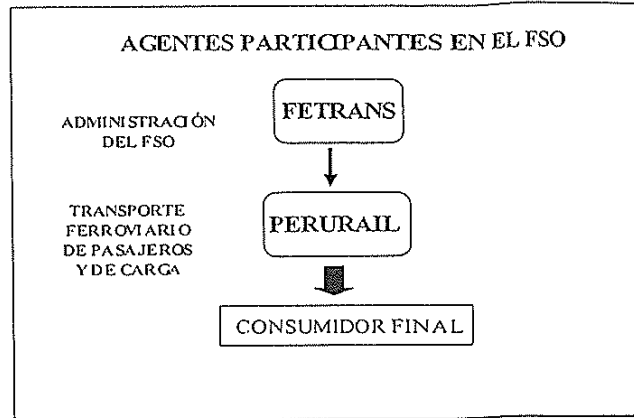 AGENTES PARTICIPANTES EN EL FSO
FETRANS
ADMINISTRACIÓN
DEL FSO
TRANSPORTE
FERROVIARIO
DE PASAJEROS
Y DE CARGA
PERURAIL
CONSUMIDOR FINAL